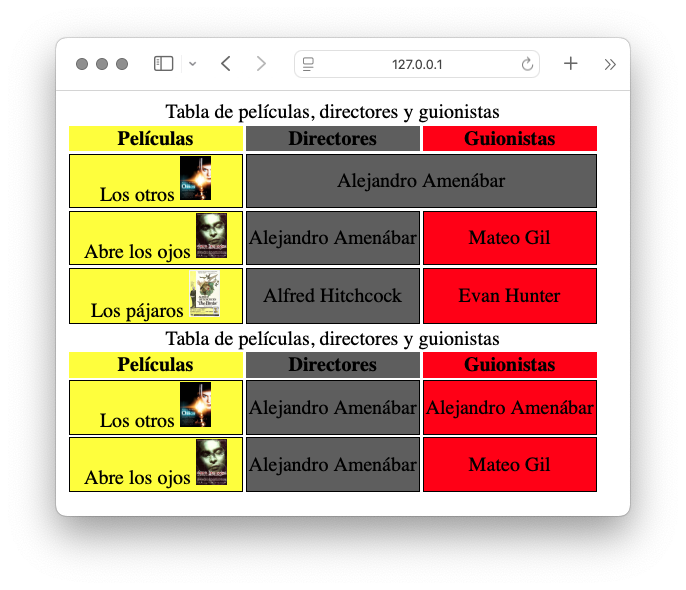 127.0.0.1
Tabla de películas, directores y guionistas
Películas Directores Guionistas
Los otros Alejandro Amenábar
Abre los ojos Alejandro Amenábar Mateo Gil
Los pájaros Alfred Hitchcock Evan Hunter
Tabla de películas, directores y guionistas
Películas Directores Guionistas
Los otros Alejandro Amenábar Alejandro Amenábar
Abre los ojos Alejandro Amenábar Mateo Gil